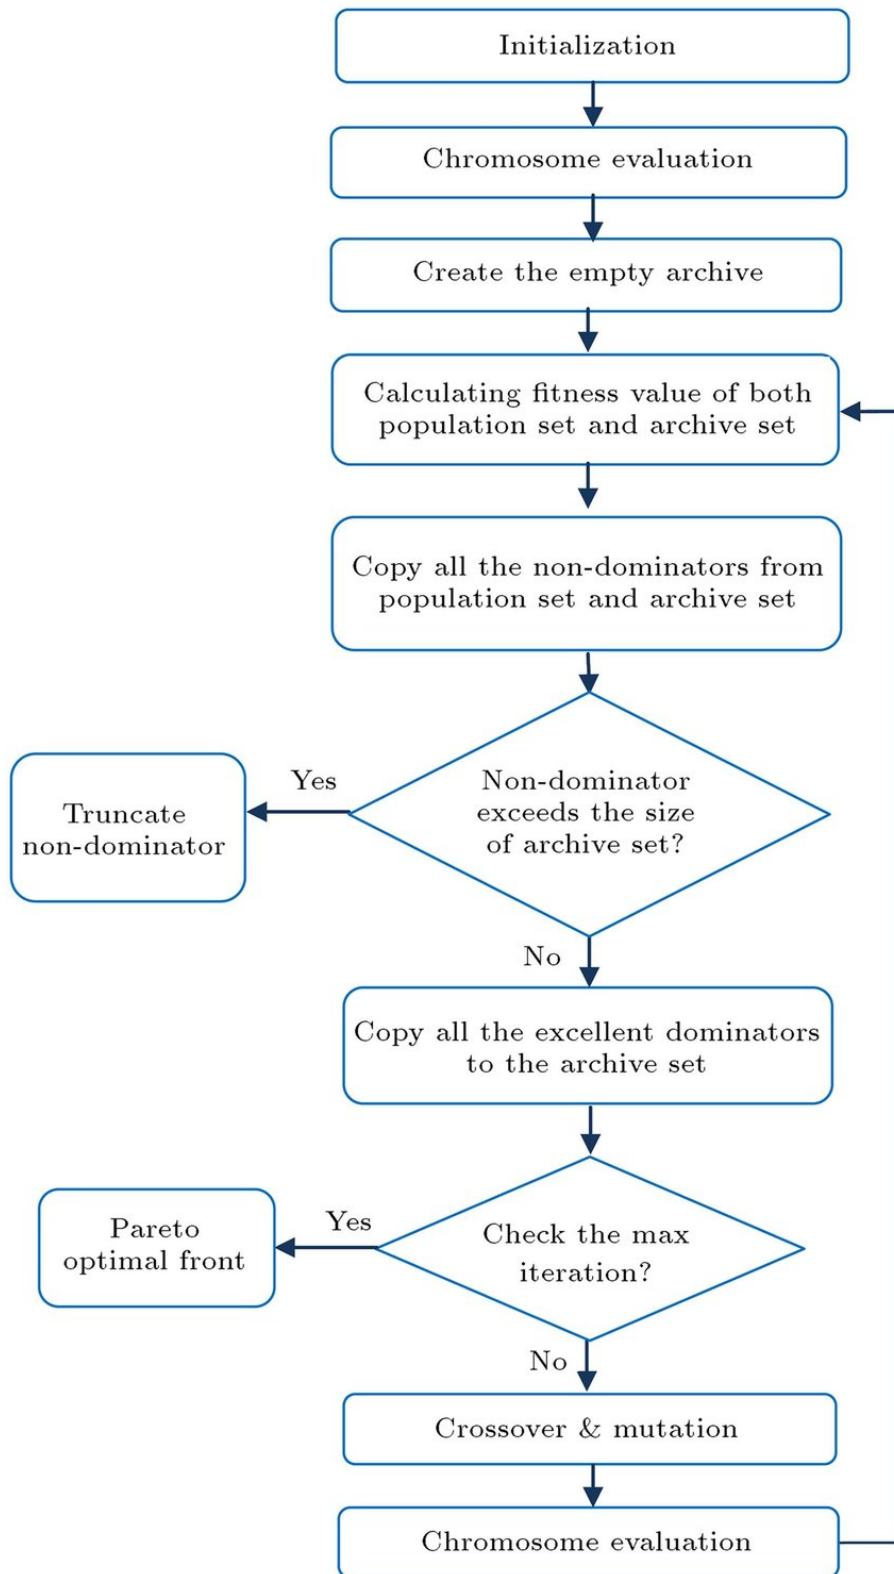 Initialization
Chromosome evaluation
Create the empty archive
Calculating fitness value of both
population set and archive set
Copy all the non-dominators from
population set and archive set
Yes
Non-dominator
exceeds the size
of archive set?
Truncate
non-dominator
No
Copy all the excellent dominators
to the archive set
Yes
Check the max
iteration?
Pareto
optimal front
No
Crossover & mutation
Chromosome evaluation